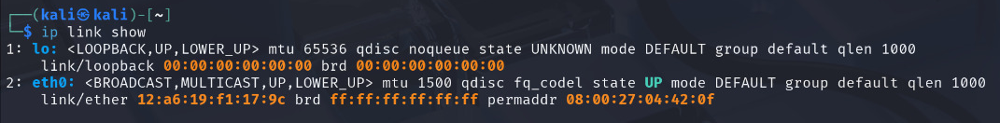 ┌──(kali㉿kali)-[~]
└─$ ip link show
1: lo: <LOOPBACK,UP,LOWER_UP> mtu 65536 qdisc noqueue state UNKNOWN mode DEFAULT group default qlen 1000
    link/loopback 00:00:00:00:00:00 brd 00:00:00:00:00:00
2: eth0: <BROADCAST,MULTICAST,UP,LOWER_UP> mtu 1500 qdisc fq_codel state UP mode DEFAULT group default qlen 1000
    link/ether 12:a6:19:f1:17:9c brd ff:ff:ff:ff:ff:ff permaddr 08:00:27:04:42:0f